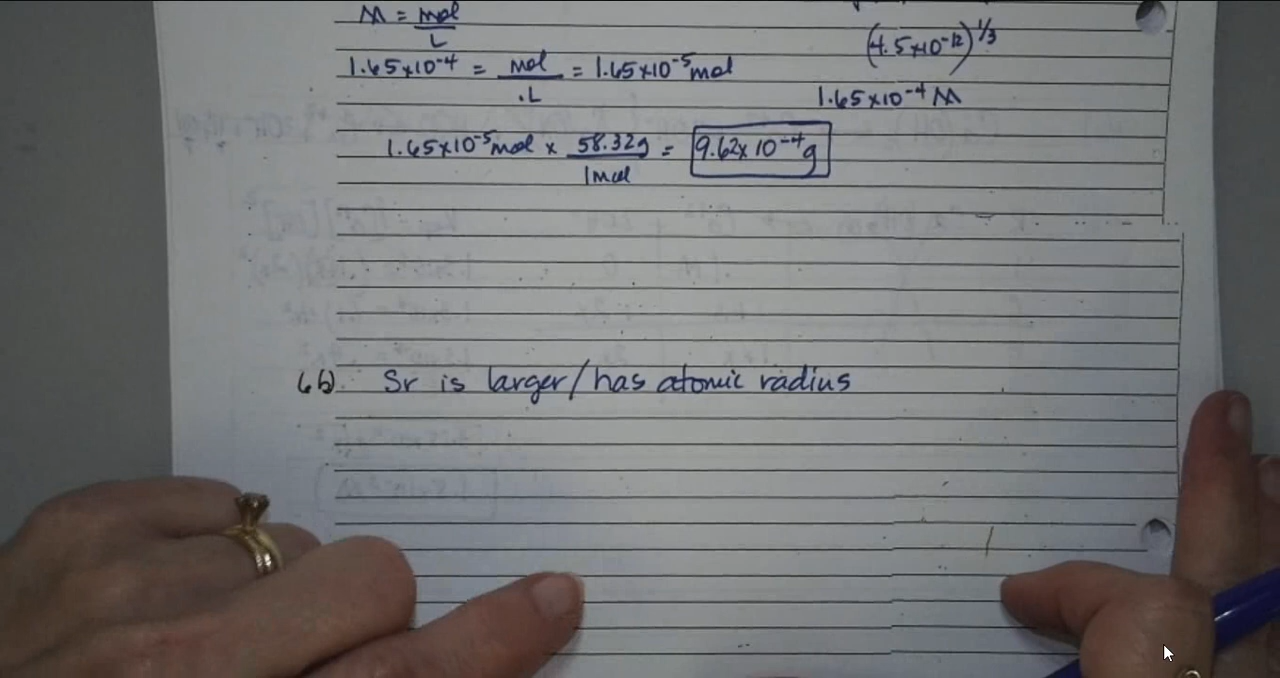 M = mol/L
(4.5x10-12)1/3
1.65x10-4 = mol/.L = 1.65x10-5 mol
1.65x10-4 M
1.65x10-5 mol x 58.32g/1mol = 9.62x10-4 g
6b). Sr is larger/has atomic radius